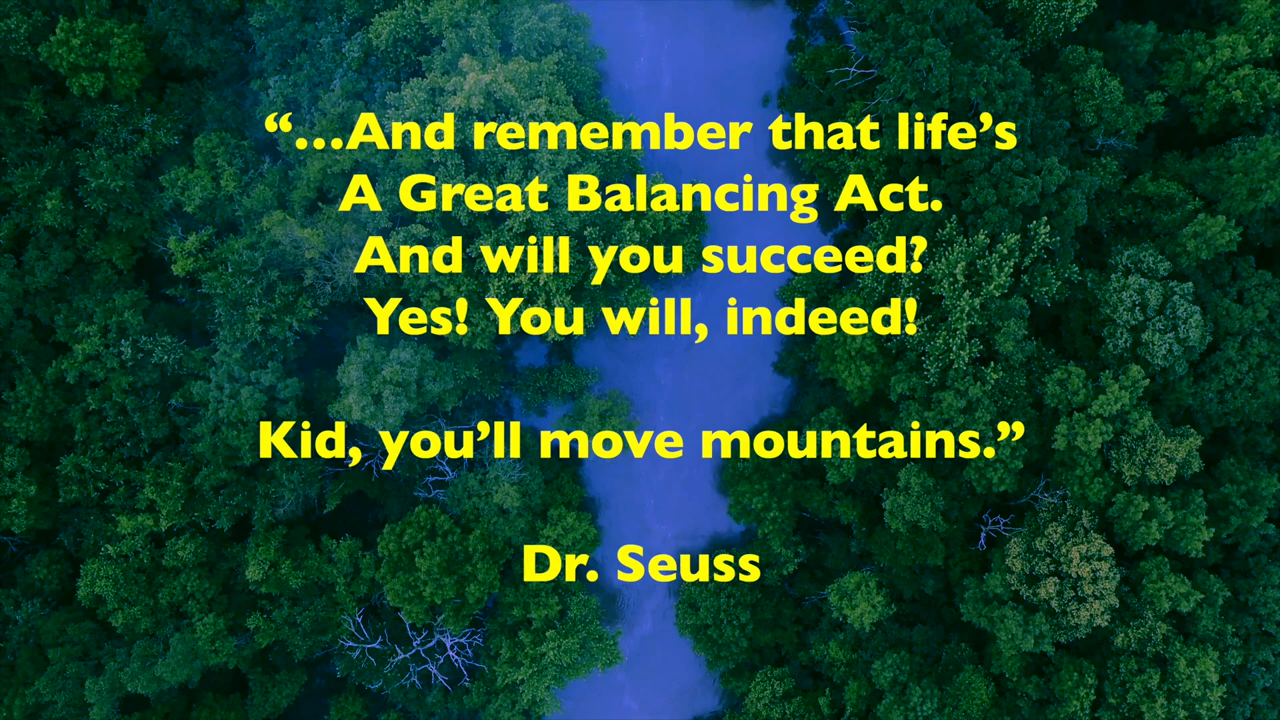 “...And remember that life’s
A Great Balancing Act.
And will you succeed?
Yes! You will, indeed!
Kid, you’ll move mountains.”
Dr. Seuss